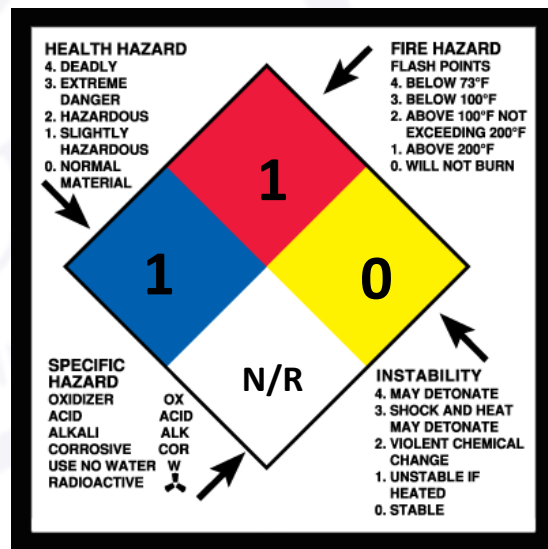 HEALTH HAZARD
4. DEADLY
3. EXTREME
DANGER
2. HAZARDOUS
1. SLIGHTLY
HAZARDOUS
0. NORMAL
MATERIAL
FIRE HAZARD
FLASH POINTS
4. BELOW 73°F
3. BELOW 100°F
2. ABOVE 100°F NOT
EXCEEDING 200°F
1. ABOVE 200°F
0. WILL NOT BURN
1
1
0
N/R
SPECIFIC
HAZARD
OXIDIZER OX
ACID ACID
ALKALI ALK
CORROSIVE COR
USE NO WATER W
RADIOACTIVE
INSTABILITY
4. MAY DETONATE
3. SHOCK AND HEAT
MAY DETONATE
2. VIOLENT CHEMICAL
CHANGE
1. UNSTABLE IF
HEATED
0. STABLE